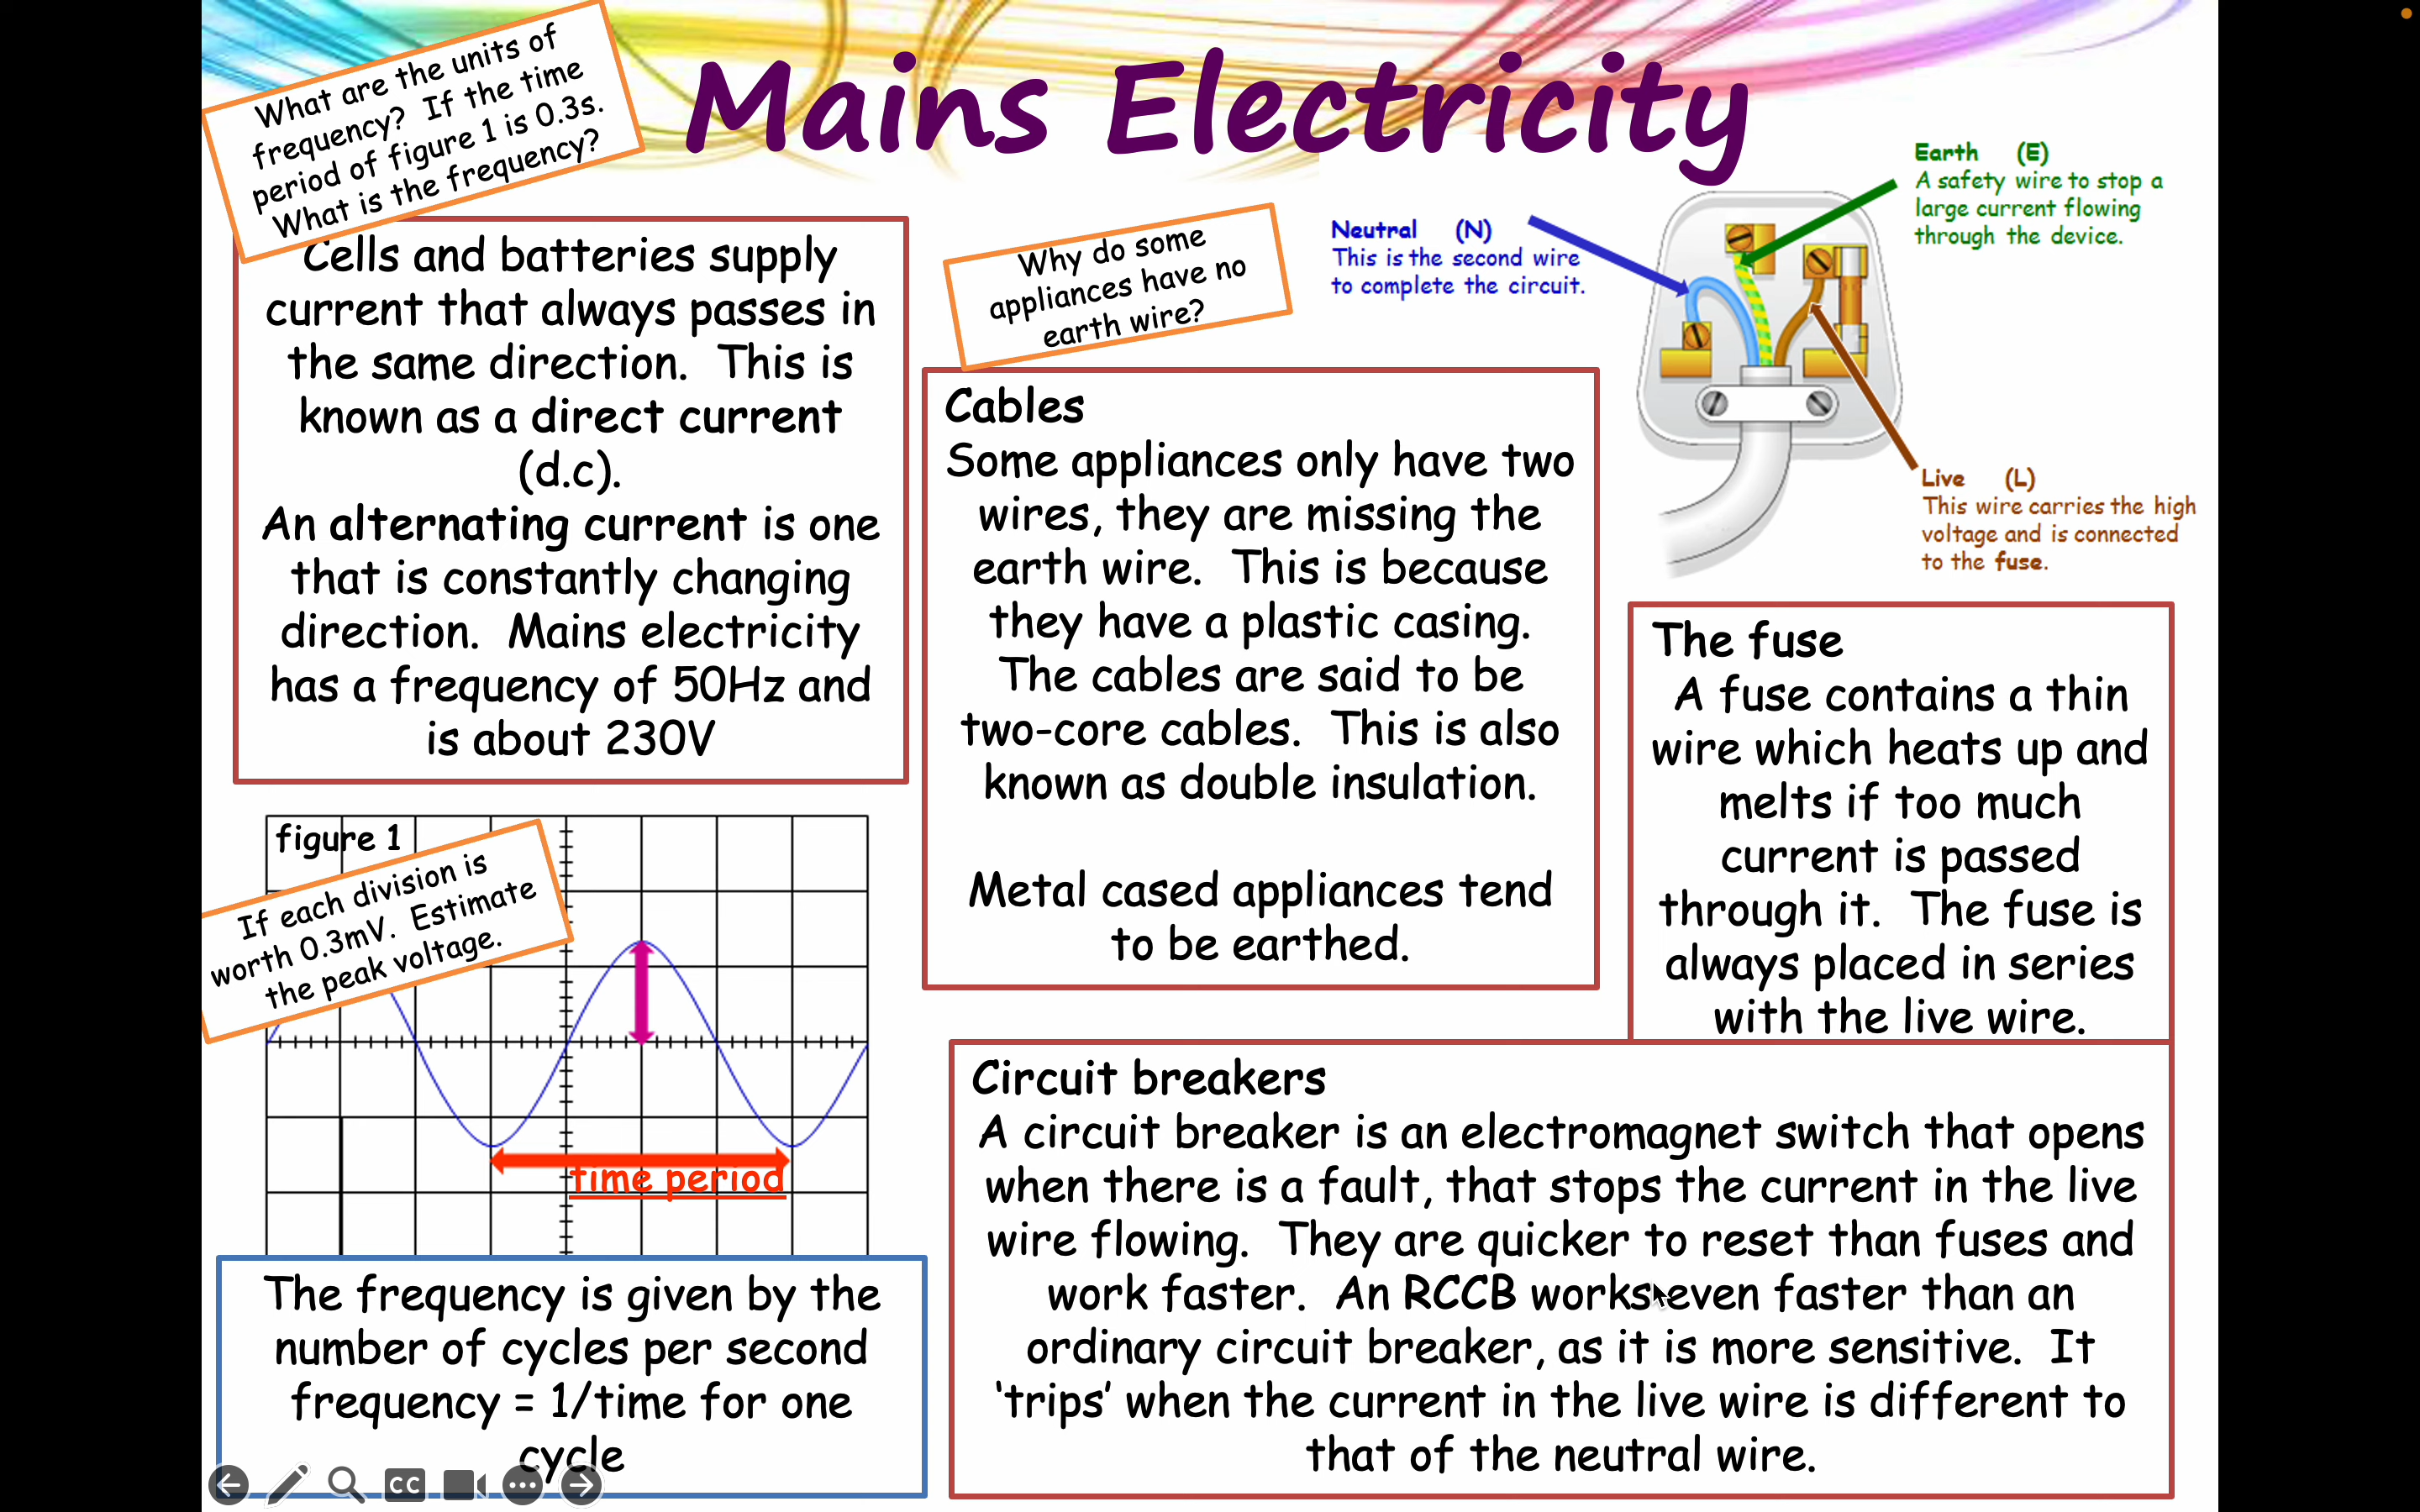 Mains Electricity
What are the units of
frequency?  If the time
period of figure 1 is 0.3s.
What is the frequency?
Cells and batteries supply
current that always passes in
the same direction.  This is
known as a direct current
(d.c).
An alternating current is one
that is constantly changing
direction.  Mains electricity
has a frequency of 50Hz and
is about 230V
figure 1
If each division is
worth 0.3mV.  Estimate
the peak voltage.
time period
The frequency is given by the
number of cycles per second
frequency = 1/time for one
cycle
Why do some
appliances have no
earth wire?
Cables
Some appliances only have two
wires, they are missing the
earth wire.  This is because
they have a plastic casing.
The cables are said to be
two-core cables.  This is also
known as double insulation.
Metal cased appliances tend
to be earthed.
Neutral (N)
This is the second wire
to complete the circuit.
Earth (E)
A safety wire to stop a
large current flowing
through the device.
Live (L)
This wire carries the high
voltage and is connected
to the fuse.
The fuse
A fuse contains a thin
wire which heats up and
melts if too much
current is passed
through it.  The fuse is
always placed in series
with the live wire.
Circuit breakers
A circuit breaker is an electromagnet switch that opens
when there is a fault, that stops the current in the live
wire flowing.  They are quicker to reset than fuses and
work faster.  An RCCB works even faster than an
ordinary circuit breaker, as it is more sensitive.  It
‘trips’ when the current in the live wire is different to
that of the neutral wire.
CC